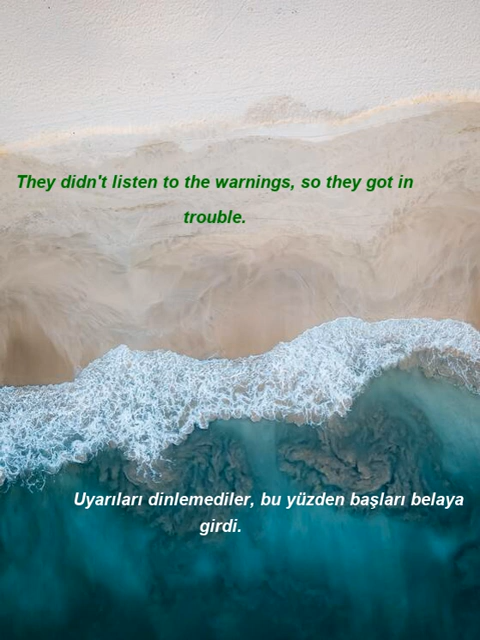 They didn't listen to the warnings, so they got in
trouble.
Uyarıları dinlemediler, bu yüzden başları belaya
girdi.